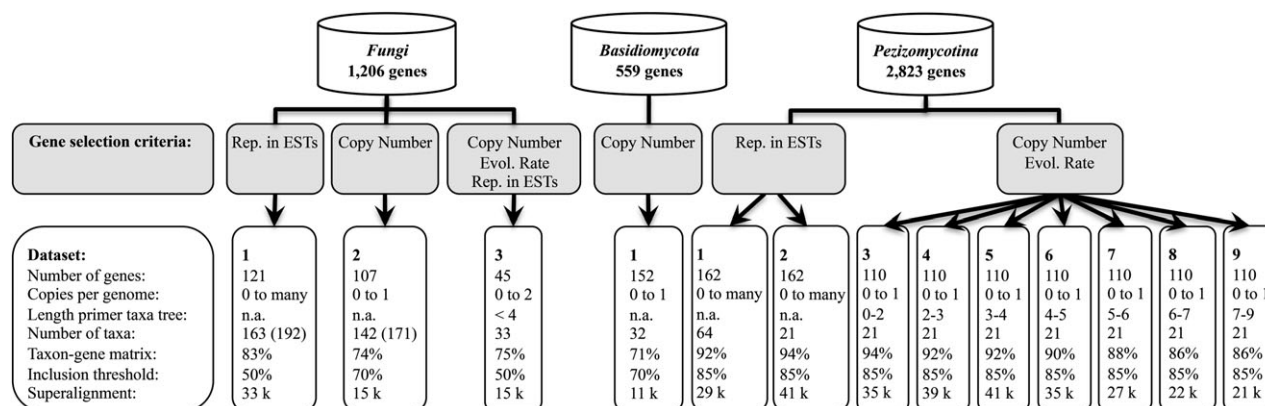 Fungi
1,206 genes
Basidiomycota
559 genes
Pezizomycotina
2,823 genes
Gene selection criteria:
Rep. in ESTs
Copy Number
Copy Number
Evol. Rate
Rep. in ESTs
Copy Number
Rep. in ESTs
Copy Number
Evol. Rate
Dataset: 1 2 3 1 1 2 3 4 5 6 7 8 9
Number of genes: 121 107 45 152 162 162 110 110 110 110 110 110 110
Copies per genome: 0 to many 0 to 1 0 to 2 0 to 1 0 to many 0 to many 0 to 1 0 to 1 0 to 1 0 to 1 0 to 1 0 to 1 0 to 1
Length primer taxa tree: n.a. n.a. < 4 n.a. n.a. n.a. 0-2 2-3 3-4 4-5 5-6 6-7 7-9
Number of taxa: 163 (192) 142 (171) 33 32 64 21 21 21 21 21 21 21 21
Taxon-gene matrix: 83% 74% 75% 71% 92% 94% 94% 92% 92% 90% 88% 86% 86%
Inclusion threshold: 50% 70% 50% 70% 85% 85% 85% 85% 85% 85% 85% 85% 85%
Superalignment: 33 k 15 k 15 k 11 k 29 k 41 k 35 k 39 k 41 k 35 k 27 k 22 k 21 k